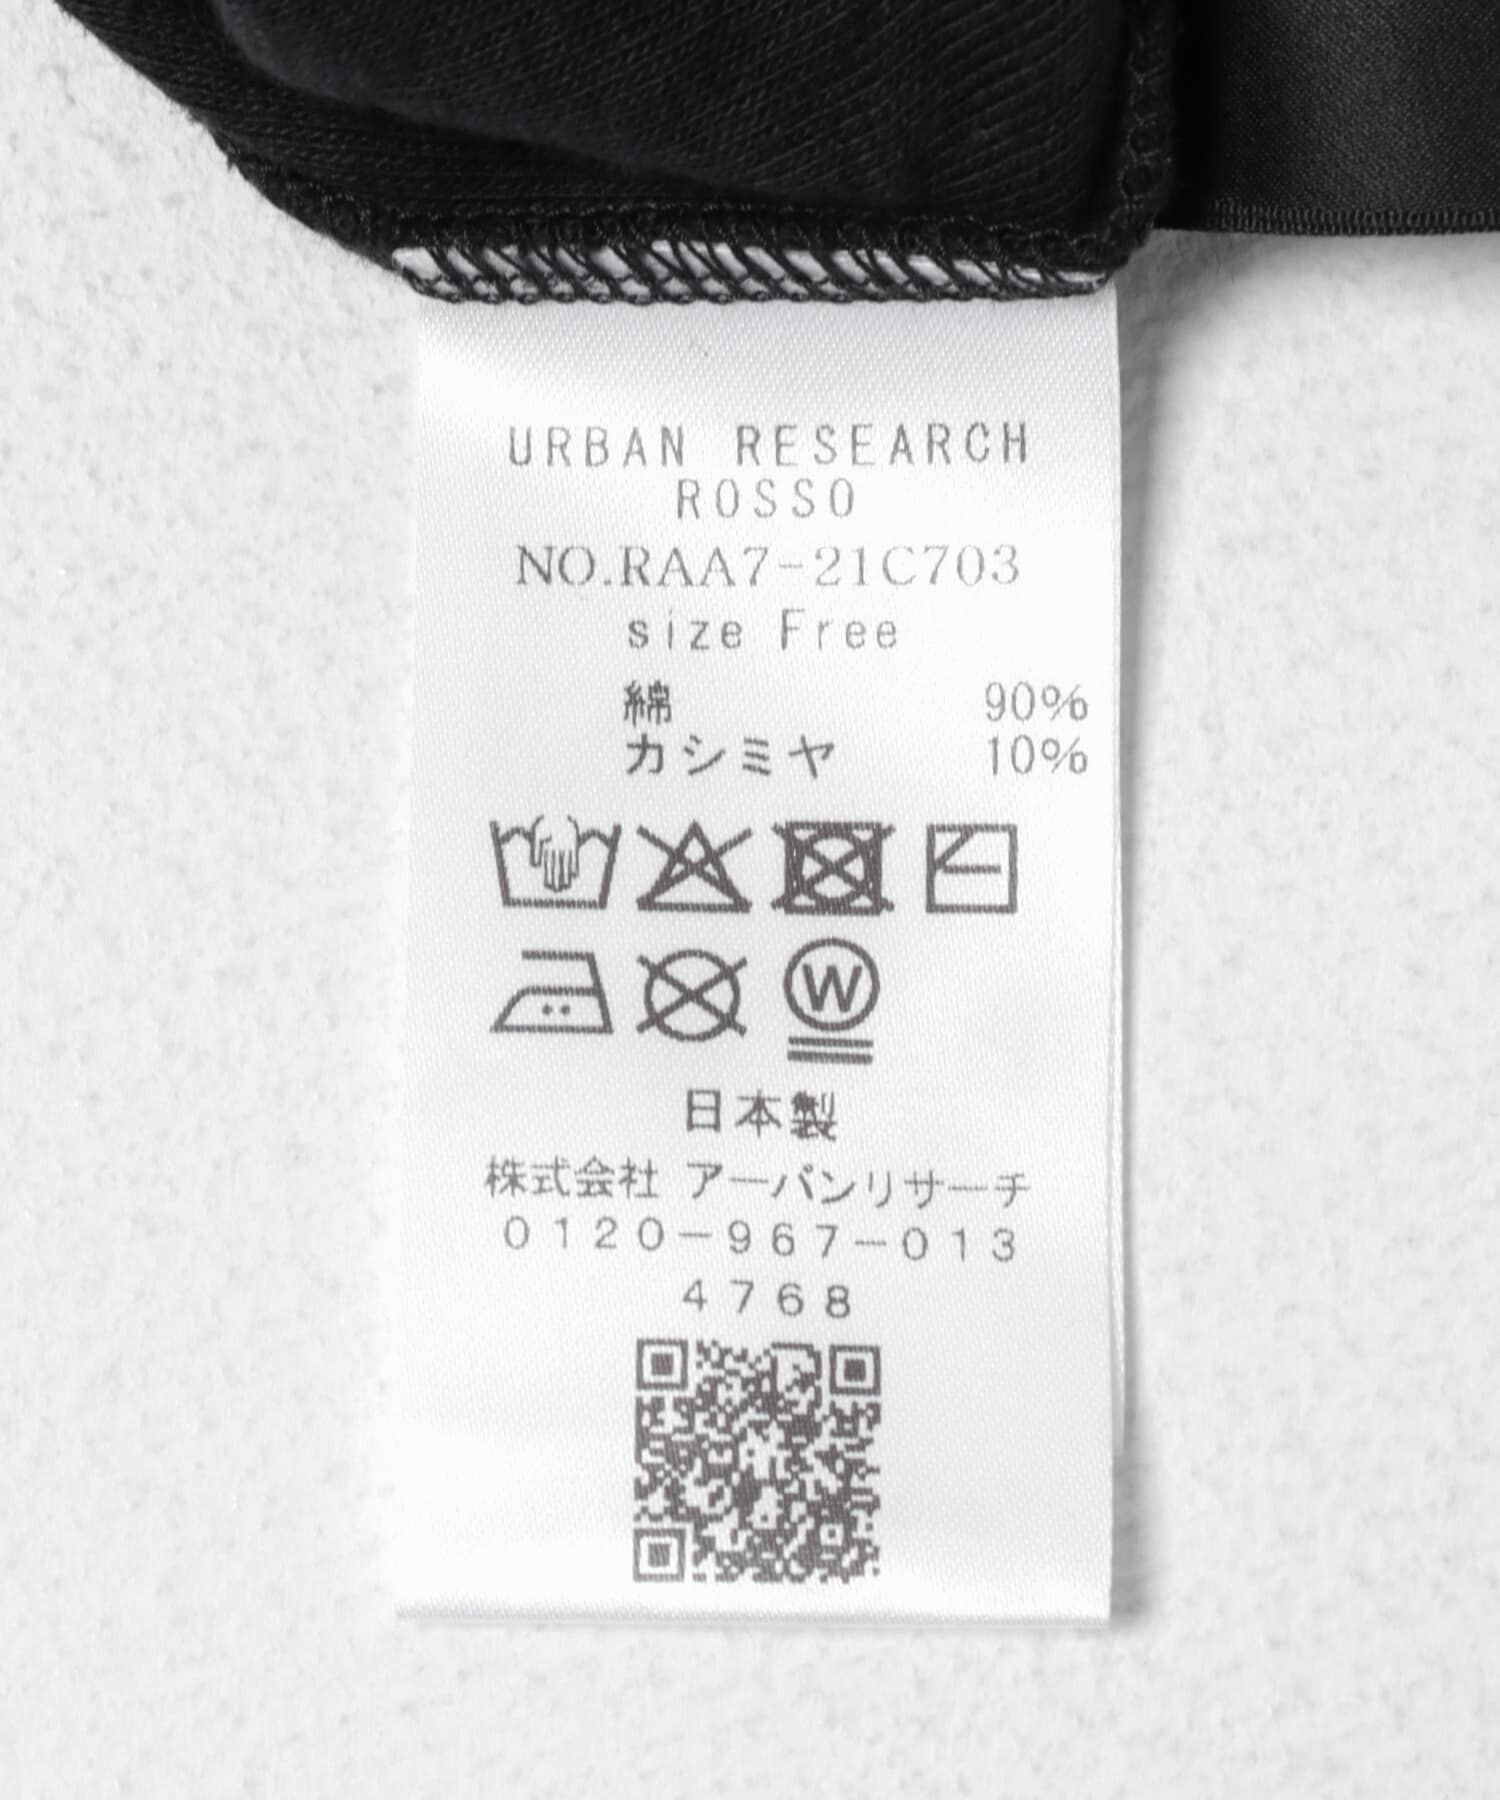 URBAN RESEARCH
ROSSO
NO.RAA7-21C703
size Free
綿 90%
カシミヤ 10%
W
日本製
株式会社 アーバンリサーチ
0120-967-013
4768